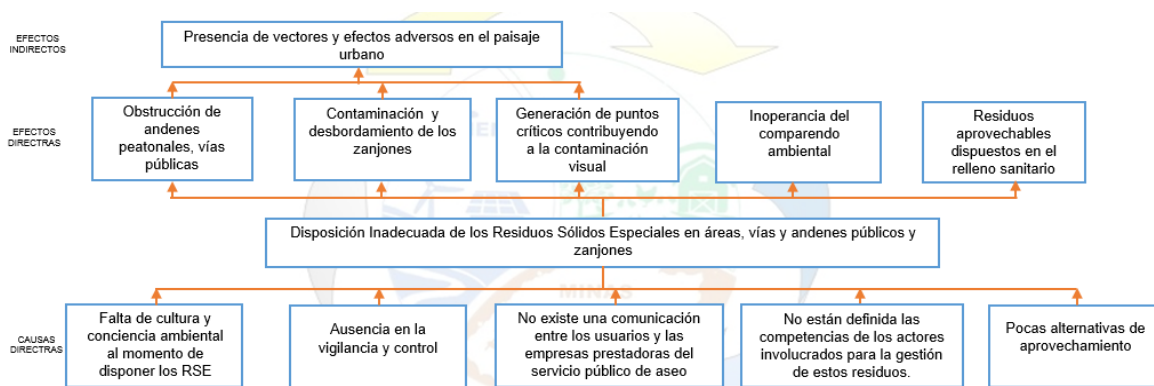 EFECTOS
INDIRECTOS
Presencia de vectores y efectos adversos en el paisaje
urbano
EFECTOS
DIRECTRAS
Obstrucción de
andenes
peatonales, vías
públicas
Contaminación y
desbordamiento de los
zanjones
Generación de puntos
críticos contribuyendo
a la contaminación
visual
Inoperancia del
comparendo
ambiental
Residuos
aprovechables
dispuestos en el
relleno sanitario
Disposición Inadecuada de los Residuos Sólidos Especiales en áreas, vías y andenes públicos y
zanjones
MINAS
CAUSAS
DIRECTAS
Falta de cultura y
conciencia ambiental
al momento de
disponer los RSE
Ausencia en la
vigilancia y control
No existe una comunicación
entre los usuarios y las
empresas prestadoras del
servicio público de aseo
No están definida las
competencias de los actores
involucrados para la gestión
de estos residuos.
Pocas alternativas de
aprovechamiento